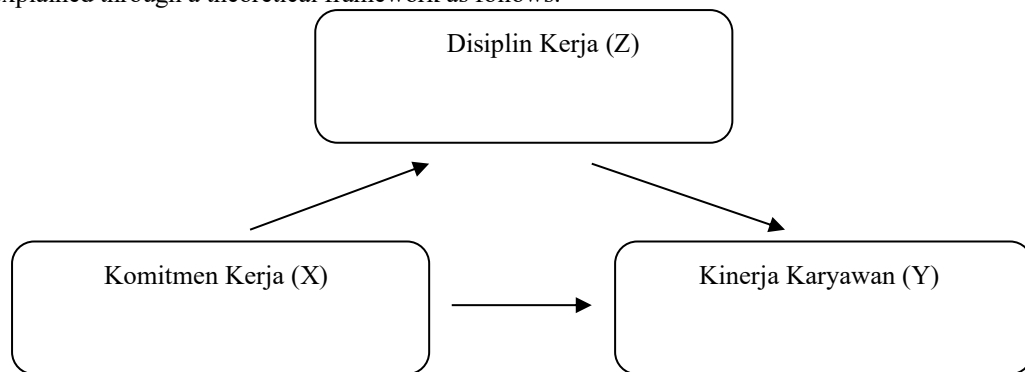 explained through a theoretical framework as follows:
Disiplin Kerja (Z)
Komitmen Kerja (X)
Kinerja Karyawan (Y)